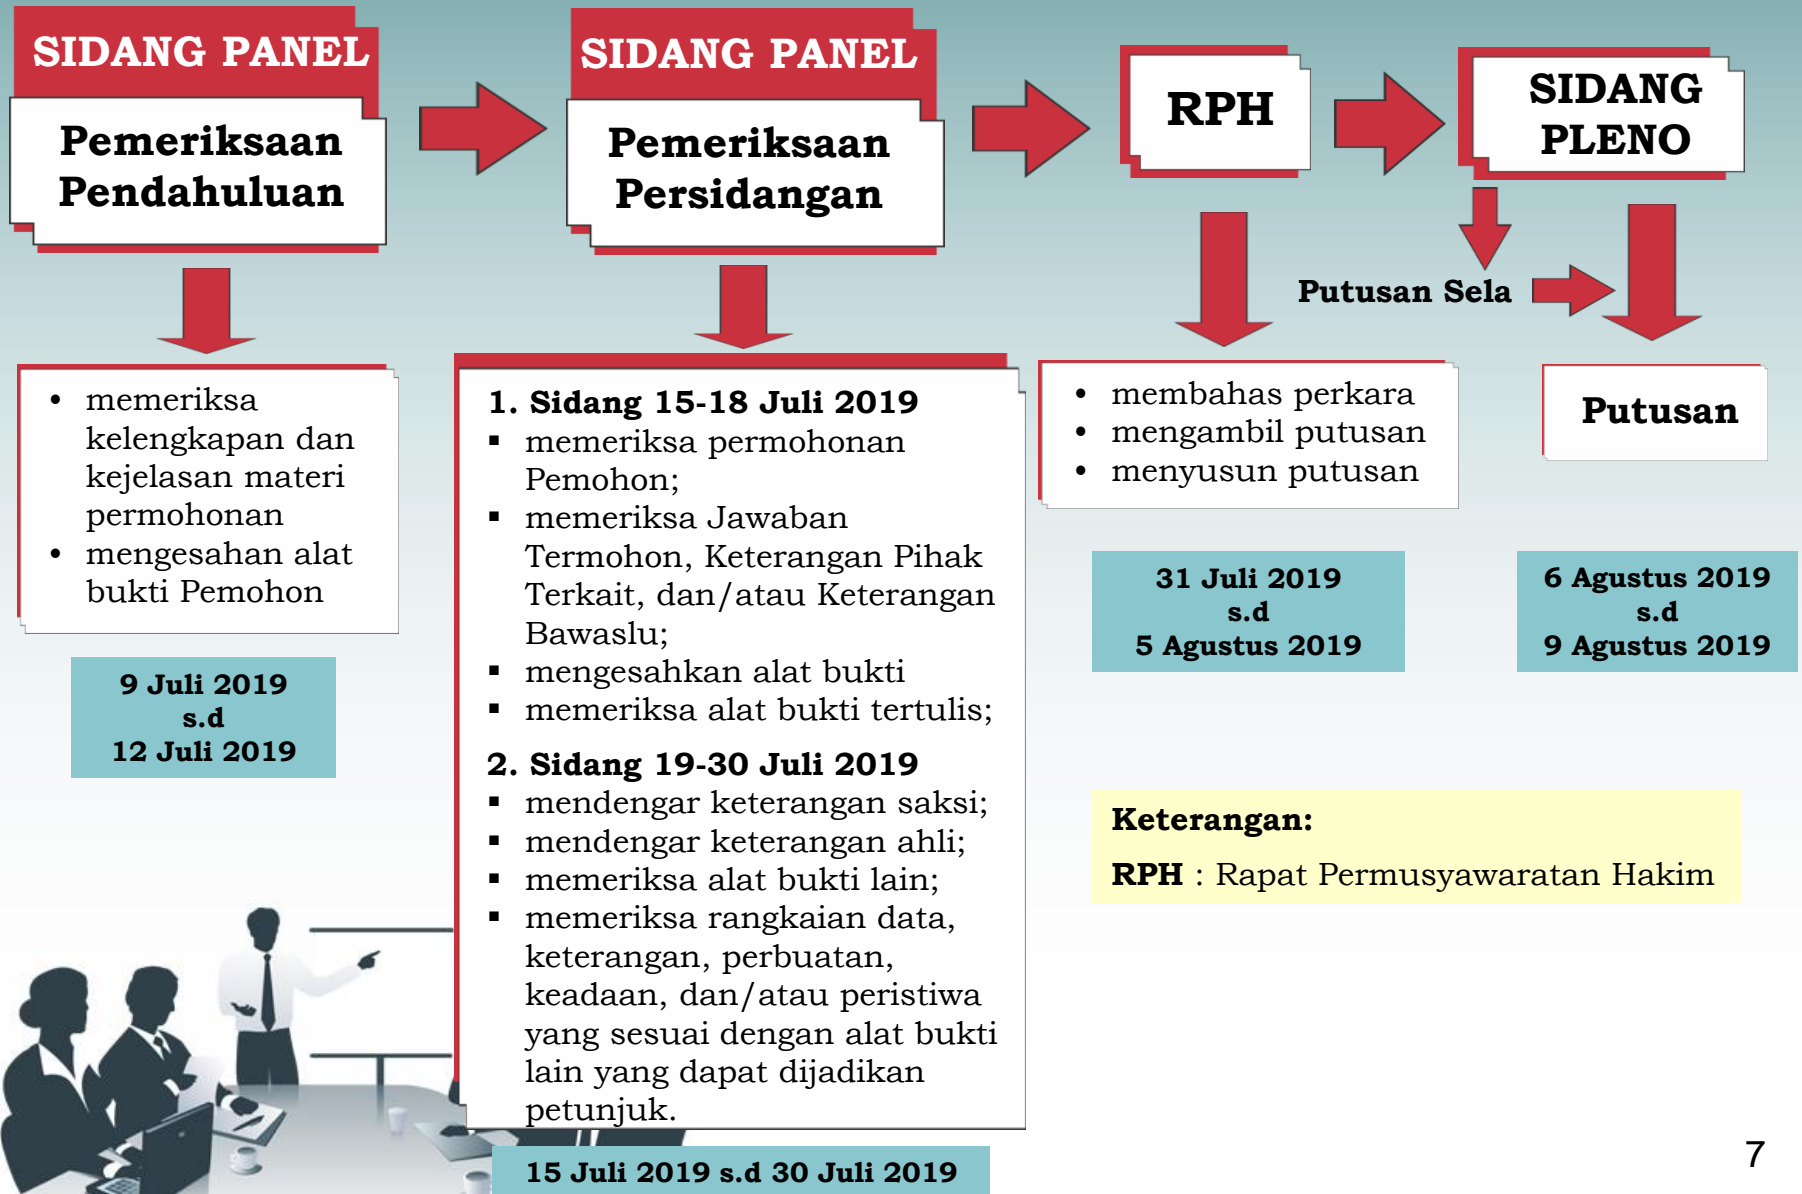 SIDANG PANEL
Pemeriksaan
Pendahuluan
• memeriksa
kelengkapan dan
kejelasan materi
permohonan
• mengesahan alat
bukti Pemohon
9 Juli 2019
s.d
12 Juli 2019
SIDANG PANEL
Pemeriksaan
Persidangan
1. Sidang 15-18 Juli 2019
▪ memeriksa permohonan
Pemohon;
▪ memeriksa Jawaban
Termohon, Keterangan Pihak
Terkait, dan/atau Keterangan
Bawaslu;
▪ mengesahkan alat bukti
▪ memeriksa alat bukti tertulis;
2. Sidang 19-30 Juli 2019
▪ mendengar keterangan saksi;
▪ mendengar keterangan ahli;
▪ memeriksa alat bukti lain;
▪ memeriksa rangkaian data,
keterangan, perbuatan,
keadaan, dan/atau peristiwa
yang sesuai dengan alat bukti
lain yang dapat dijadikan
petunjuk.
15 Juli 2019 s.d 30 Juli 2019
RPH
• membahas perkara
• mengambil putusan
• menyusun putusan
31 Juli 2019
s.d
5 Agustus 2019
SIDANG
PLENO
Putusan Sela
Putusan
6 Agustus 2019
s.d
9 Agustus 2019
Keterangan:
RPH : Rapat Permusyawaratan Hakim
7